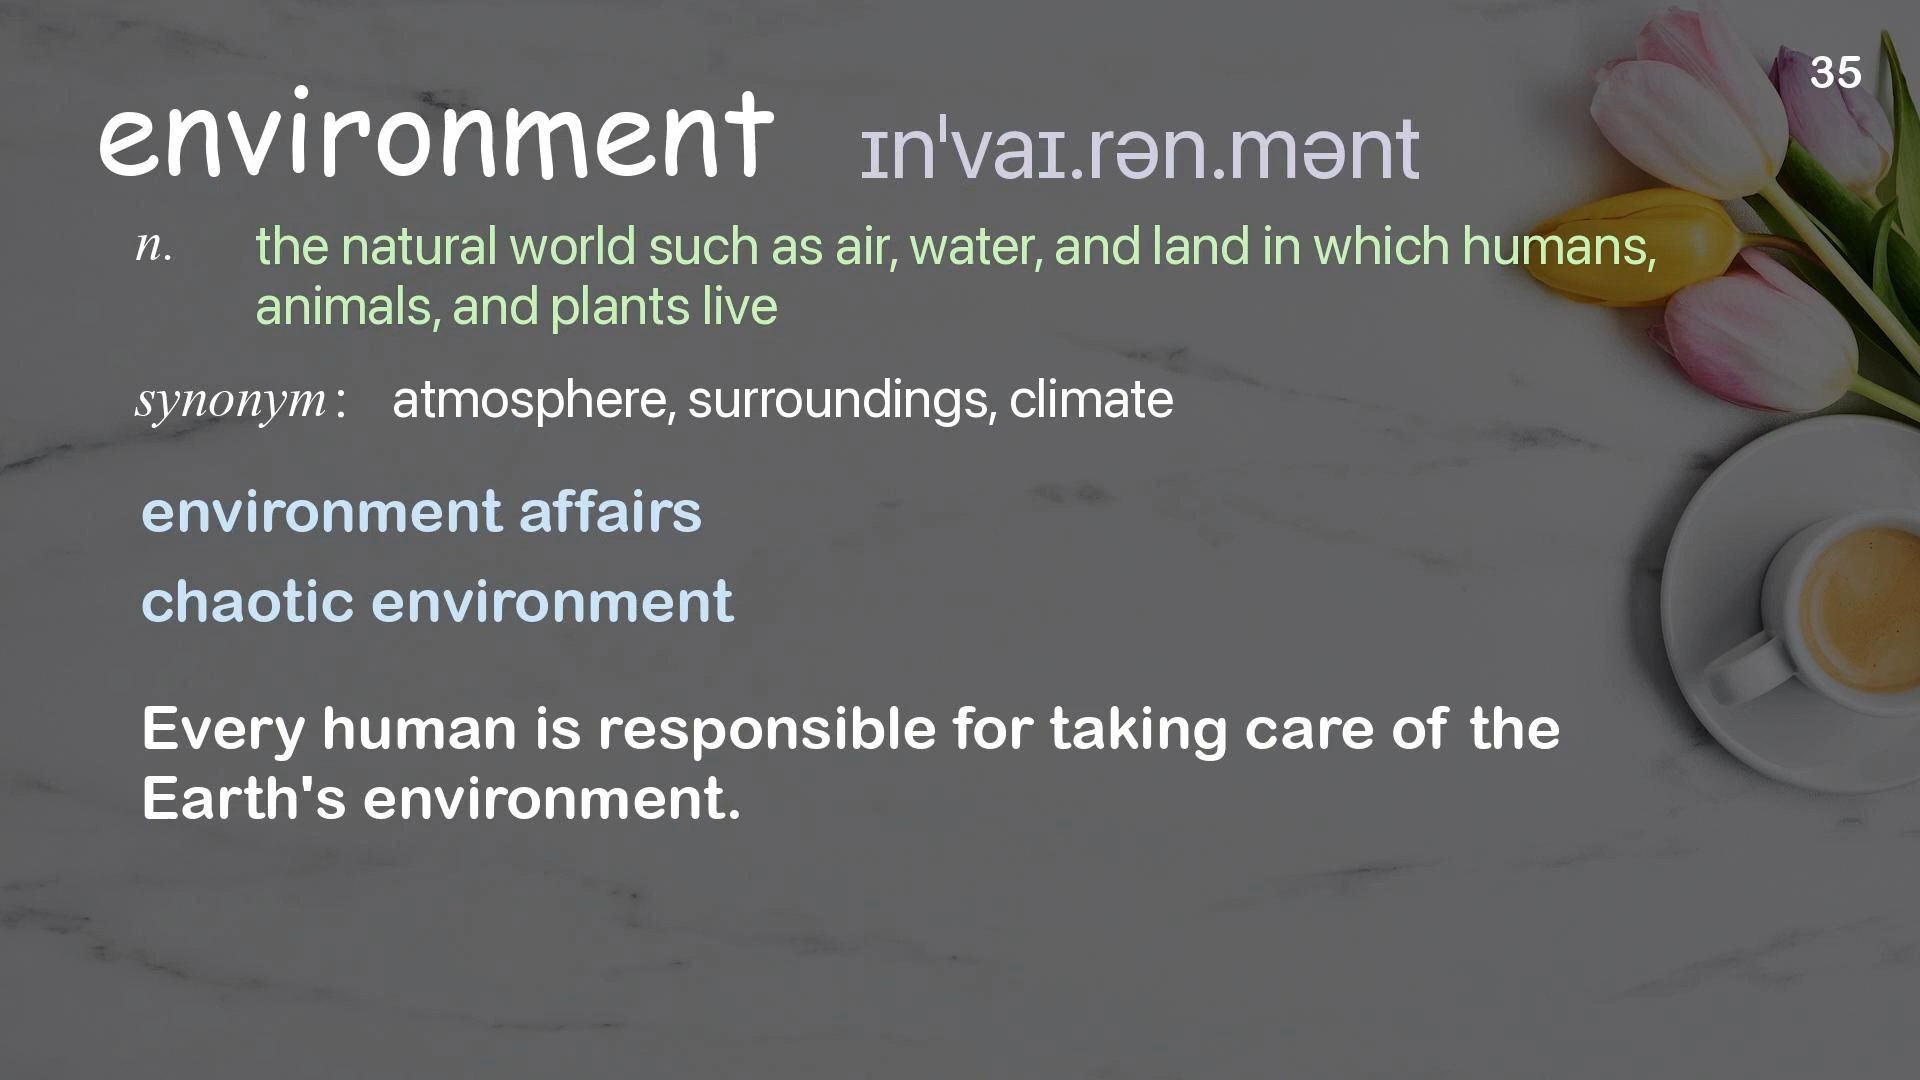 35
environment ɪnˈvaɪ.rən.mənt
n. the natural world such as air, water, and land in which humans,
animals, and plants live
synonym: atmosphere, surroundings, climate
environment affairs
chaotic environment
Every human is responsible for taking care of the
Earth's environment.